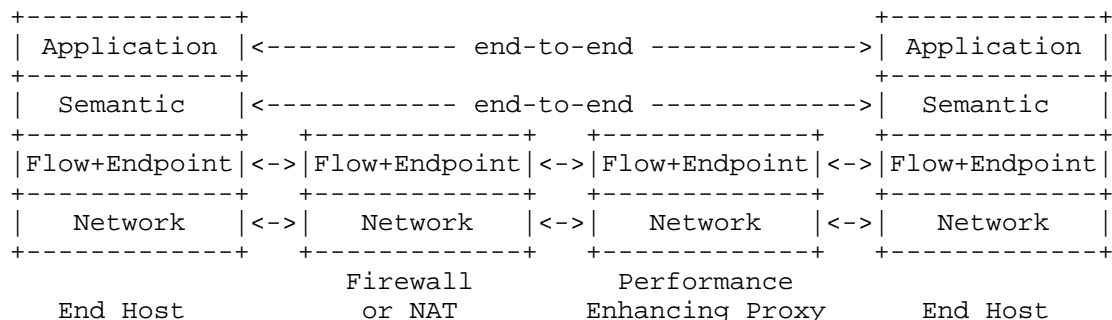 +-------------+                                       +-------------+
| Application |<------------ end-to-end ------------->| Application |
+-------------+                                       +-------------+
|  Semantic   |<------------ end-to-end ------------->|  Semantic   |
+-------------+   +-------------+   +-------------+   +-------------+
|Flow+Endpoint|<->|Flow+Endpoint|<->|Flow+Endpoint|<->|Flow+Endpoint|
+-------------+   +-------------+   +-------------+   +-------------+
|   Network   |<->|   Network   |<->|   Network   |<->|   Network   |
+-------------+   +-------------+   +-------------+   +-------------+
                     Firewall         Performance
   End Host           or NAT        Enhancing Proxy      End Host